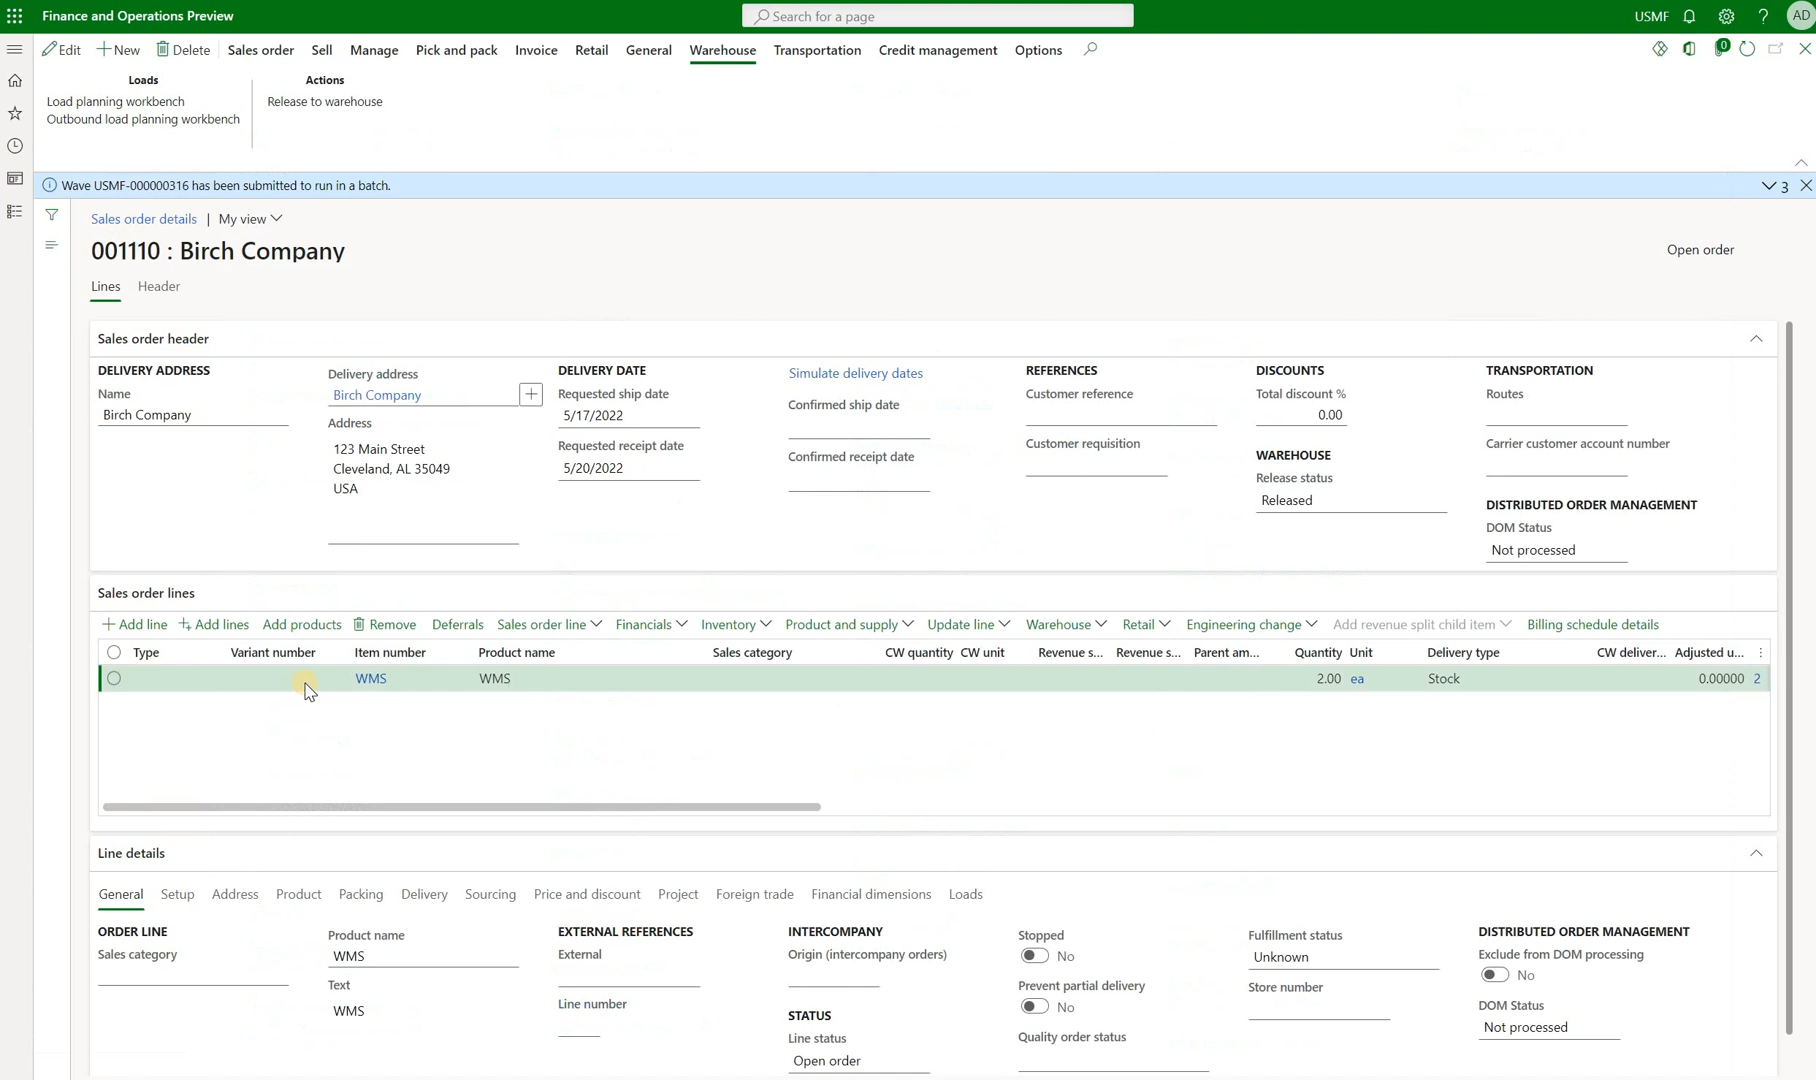 Finance and Operations Preview
Search for a page
USMF
?
AD
Edit
New
Delete
Sales order
Sell
Manage
Pick and pack
Invoice
Retail
General
Warehouse
Transportation
Credit management
Options
0
Loads
Load planning workbench
Outbound load planning workbench
Actions
Release to warehouse
Wave USMF-000000316 has been submitted to run in a batch.
3
Sales order details | My view
001110 : Birch Company
Open order
Lines
Header
Sales order header
DELIVERY ADDRESS
Name
Birch Company
Delivery address
Birch Company
Address
123 Main Street
Cleveland, AL 35049
USA
DELIVERY DATE
Requested ship date
5/17/2022
Requested receipt date
5/20/2022
Simulate delivery dates
Confirmed ship date
Confirmed receipt date
REFERENCES
Customer reference
Customer requisition
DISCOUNTS
Total discount %
0.00
WAREHOUSE
Release status
Released
TRANSPORTATION
Routes
Carrier customer account number
DISTRIBUTED ORDER MANAGEMENT
DOM Status
Not processed
Sales order lines
Add line
Add lines
Add products
Remove
Deferrals
Sales order line
Financials
Inventory
Product and supply
Update line
Warehouse
Retail
Engineering change
Add revenue split child item
Billing schedule details
Type
Variant number
Item number
Product name
Sales category
CW quantity
CW unit
Revenue s...
Revenue s...
Parent am...
Quantity
Unit
Delivery type
CW deliver...
Adjusted u...
WMS
WMS
2.00
ea
Stock
0.00000
2
Line details
General
Setup
Address
Product
Packing
Delivery
Sourcing
Price and discount
Project
Foreign trade
Financial dimensions
Loads
ORDER LINE
Sales category
Product name
WMS
Text
WMS
EXTERNAL REFERENCES
External
Line number
INTERCOMPANY
Origin (intercompany orders)
STATUS
Line status
Open order
Stopped
No
Prevent partial delivery
No
Quality order status
Fulfillment status
Unknown
Store number
DISTRIBUTED ORDER MANAGEMENT
Exclude from DOM processing
No
DOM Status
Not processed